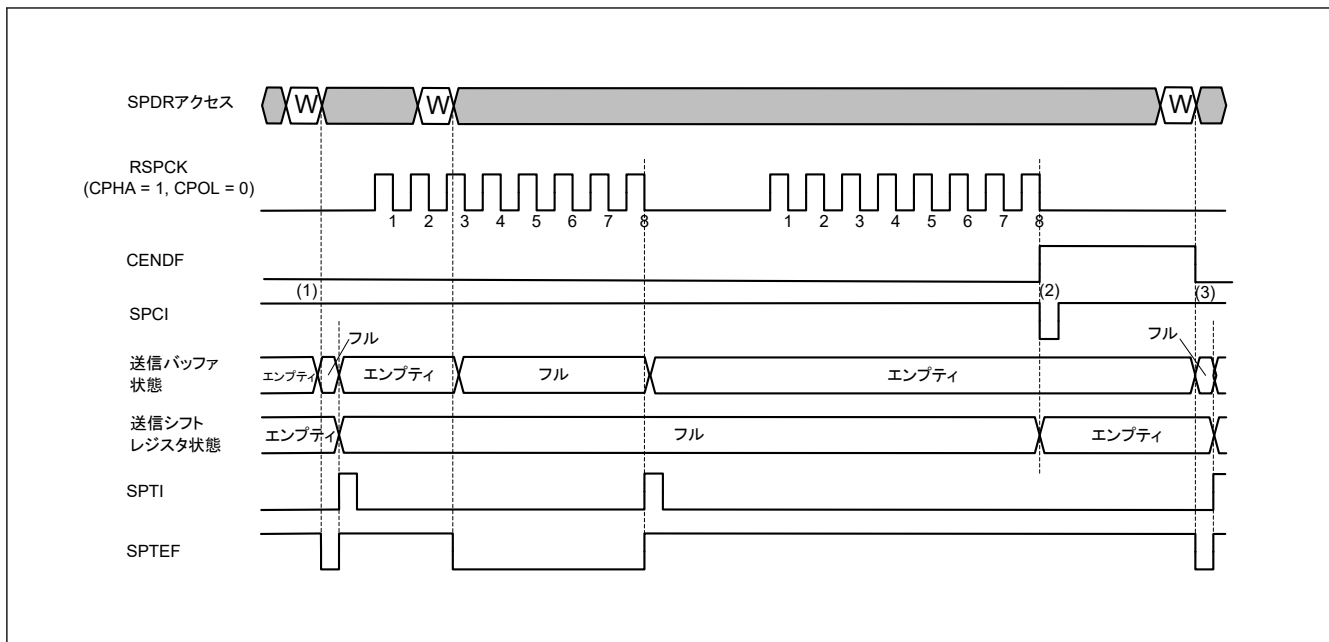 SPDRアクセス
W
W
W
RSPCK
(CPHA = 1, CPOL = 0)
1 2 3 4 5 6 7 8
1 2 3 4 5 6 7 8
CENDF
(1)
(2)
(3)
SPCI
フル
フル
送信バッファ
状態
エンプティ
エンプティ
フル
エンプティ
送信シフト
レジスタ状態
エンプティ
フル
エンプティ
SPTI
SPTEF